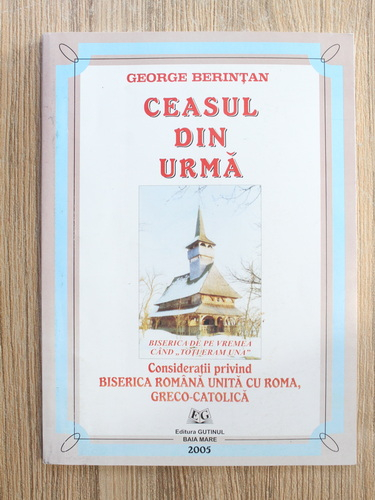 GEORGE BERINȚAN
CEASUL
DIN
URMĂ
BISERICA DE PE VREMEA
CÂND „TOȚI ERAM UNA”
Considerații privind
BISERICA ROMÂNĂ UNITĂ CU ROMA,
GRECO-CATOLICĂ
EG
Editura GUTINUL
BAIA MARE
2005